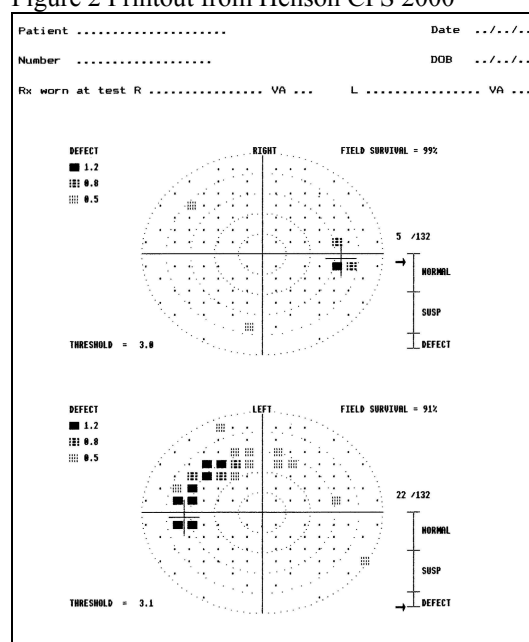 Figure 2 Printout from Henson CFS 2000
Patient ..................... Date ../../..
Number ................... DOB ../../..
Rx worn at test R ................ VA ... L ................ VA ...
DEFECT RIGHT FIELD SURVIVAL = 99%
1.2
0.8
0.5
5 /132
NORMAL
SUSP
DEFECT
THRESHOLD = 3.0
DEFECT LEFT FIELD SURVIVAL = 91%
1.2
0.8
0.5
22 /132
NORMAL
SUSP
DEFECT
THRESHOLD = 3.1